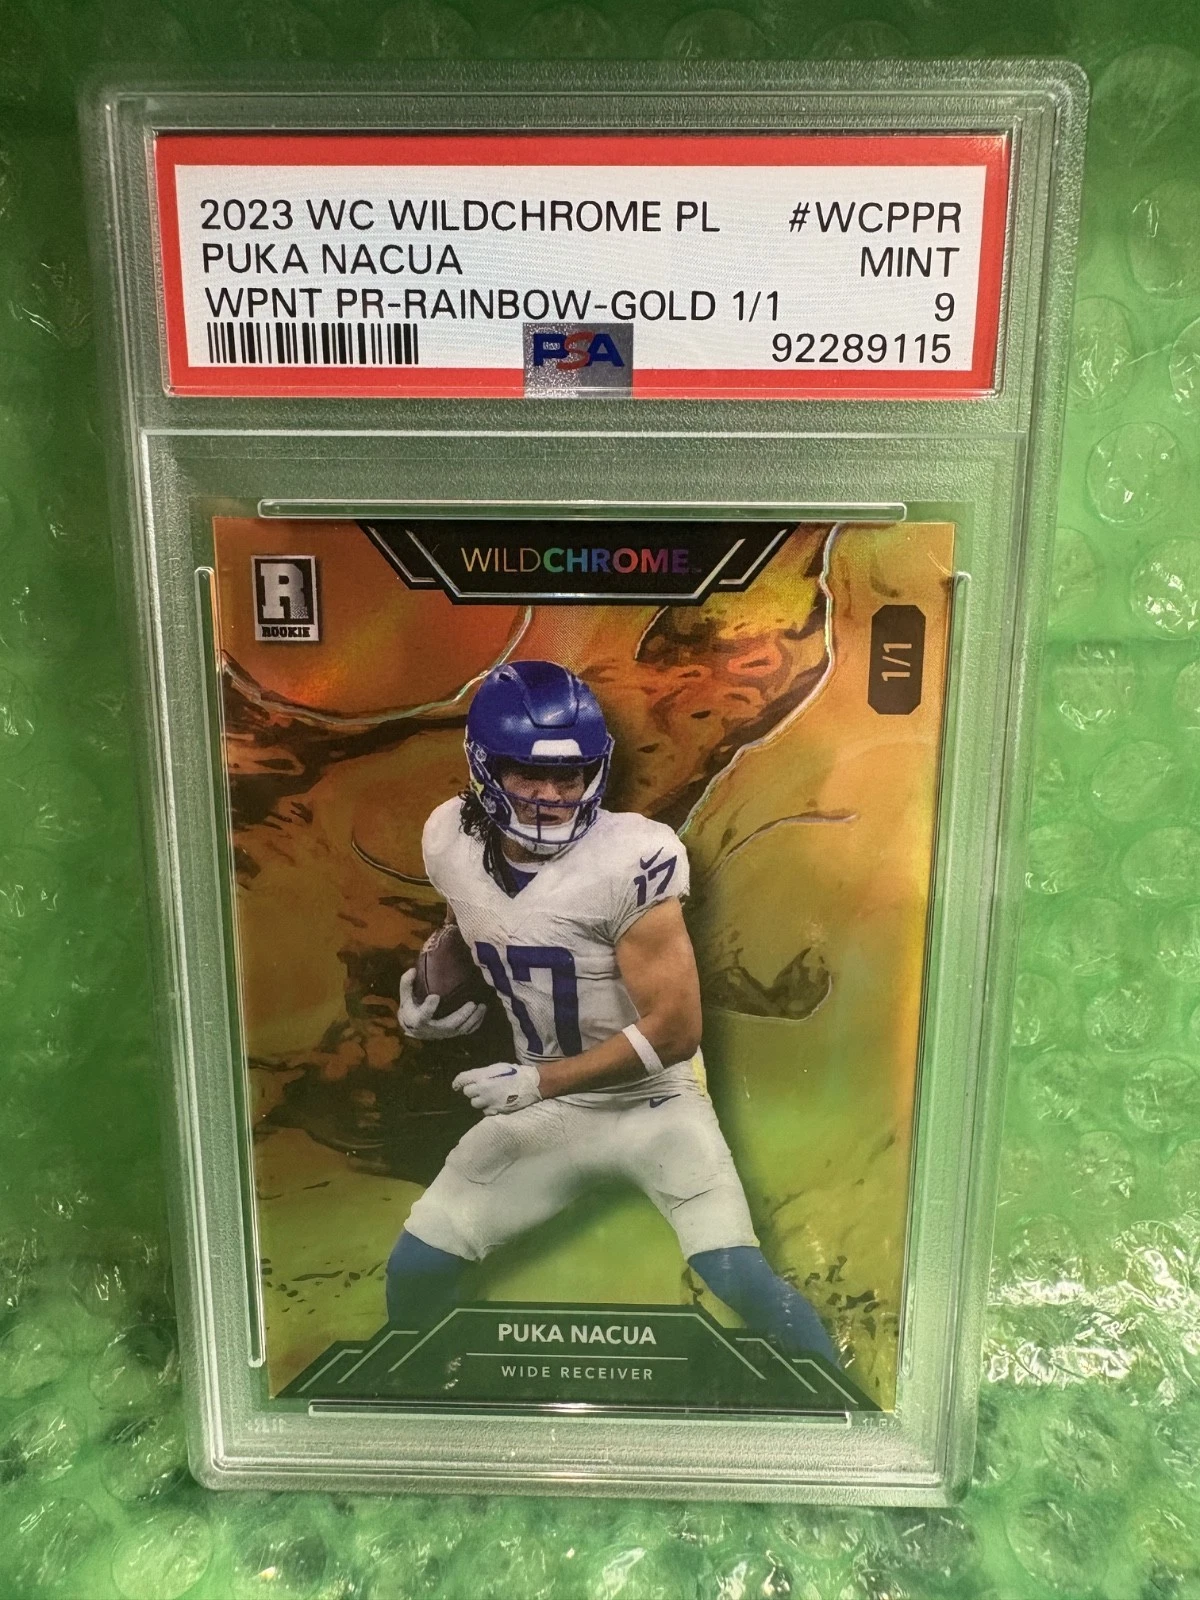 2023 WC WILDCHROME PL #WCPPR
PUKA NACUA MINT
WPNT PR-RAINBOW-GOLD 1/1 9
PSA 92289115
WILDCHROME
R
ROOKIE
1/1
17
17
PUKA NACUA
WIDE RECEIVER